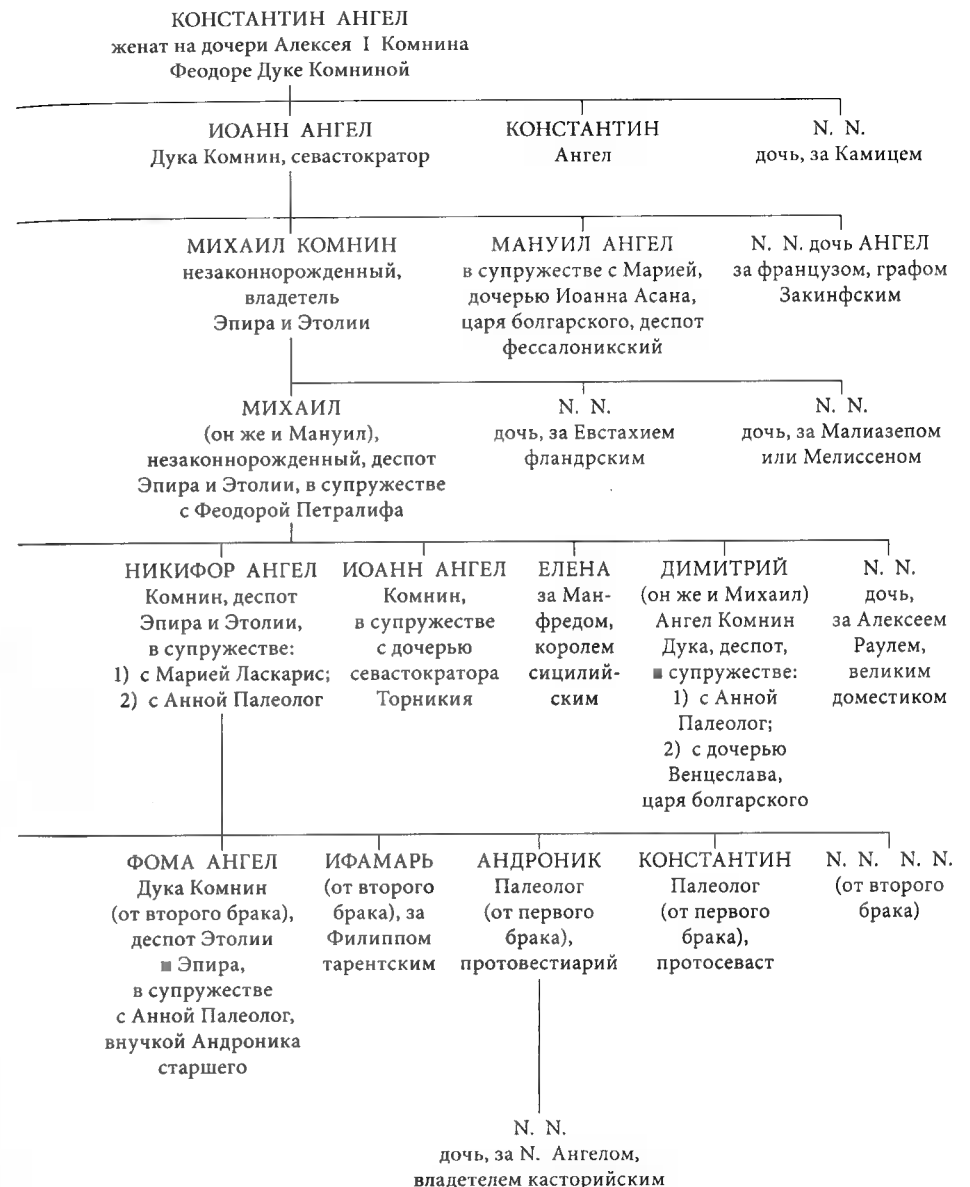 КОНСТАНТИН АНГЕЛ
женат на дочери Алексея I Комнина
Феодоре Дуке Комниной
ИОАНН АНГЕЛ
Дука Комнин, севастократор
КОНСТАНТИН
Ангел
N. N.
дочь, за Камицем
МИХАИЛ КОМНИН
незаконнорожденный,
владетель
Эпира и Этолии
МАНУИЛ АНГЕЛ
в супружестве с Марией,
дочерью Иоанна Асана,
царя болгарского, деспот
фессалоникский
N. N. дочь АНГЕЛ
за французом, графом
Закинфским
МИХАИЛ
(он же и Мануил),
незаконнорожденный, деспот
Эпира и Этолии, в супружестве
с Феодорой Петралифа
N. N.
дочь, за Евстахием
фландрским
N. N.
дочь, за Малиазепом
или Мелиссеном
НИКИФОР АНГЕЛ
Комнин, деспот
Эпира и Этолии,
в супружестве:
1) с Марией Ласкарис;
2) с Анной Палеолог
ИОАНН АНГЕЛ
Комнин,
в супружестве
с дочерью
севастократора
Торникия
ЕЛЕНА
за Ман-
фредом,
королем
сицилий-
ским
ДИМИТРИЙ
(он же и Михаил)
Ангел Комнин
Дука, деспот,
супружестве:
1) с Анной
Палеолог;
2) с дочерью
Венцеслава,
царя болгарского
N. N.
дочь,
за Алексеем
Раулем,
великим
доместиком
ФОМА АНГЕЛ
Дука Комнин
(от второго брака),
деспот Этолии
Эпира,
в супружестве
с Анной Палеолог,
внучкой Андроника
старшего
ИФАМАРЬ
(от второго
брака), за
Филиппом
тарентским
АНДРОНИК
Палеолог
(от первого
брака),
протовестиарий
КОНСТАНТИН
Палеолог
(от первого
брака),
протосеваст
N. N. N. N.
(от второго
брака)
N. N.
дочь, за N. Ангелом,
владетелем касторийским